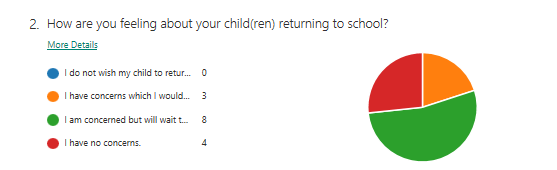 2. How are you feeling about your child(ren) returning to school?
More Details
I do not wish my child to retur... 0
I have concerns which I would... 3
I am concerned but will wait t... 8
I have no concerns. 4